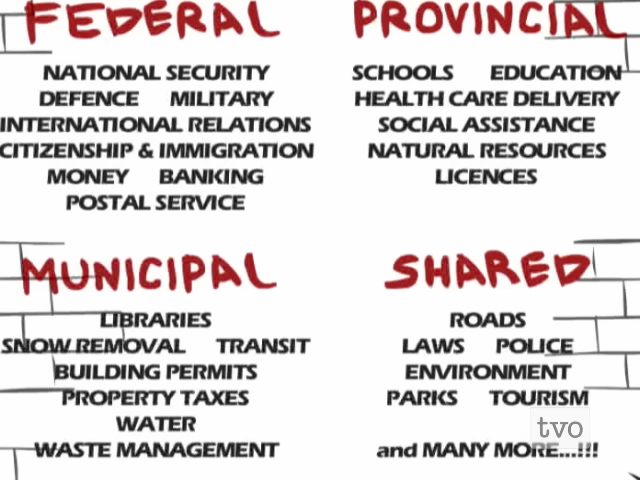 FEDERAL
NATIONAL SECURITY
DEFENCE MILITARY
INTERNATIONAL RELATIONS
CITIZENSHIP & IMMIGRATION
MONEY BANKING
POSTAL SERVICE
PROVINCIAL
SCHOOLS EDUCATION
HEALTH CARE DELIVERY
SOCIAL ASSISTANCE
NATURAL RESOURCES
LICENCES
MUNICIPAL
LIBRARIES
SNOW REMOVAL TRANSIT
BUILDING PERMITS
PROPERTY TAXES
WATER
WASTE MANAGEMENT
SHARED
ROADS
LAWS POLICE
ENVIRONMENT
PARKS TOURISM
and MANY MORE...!!!
tvo